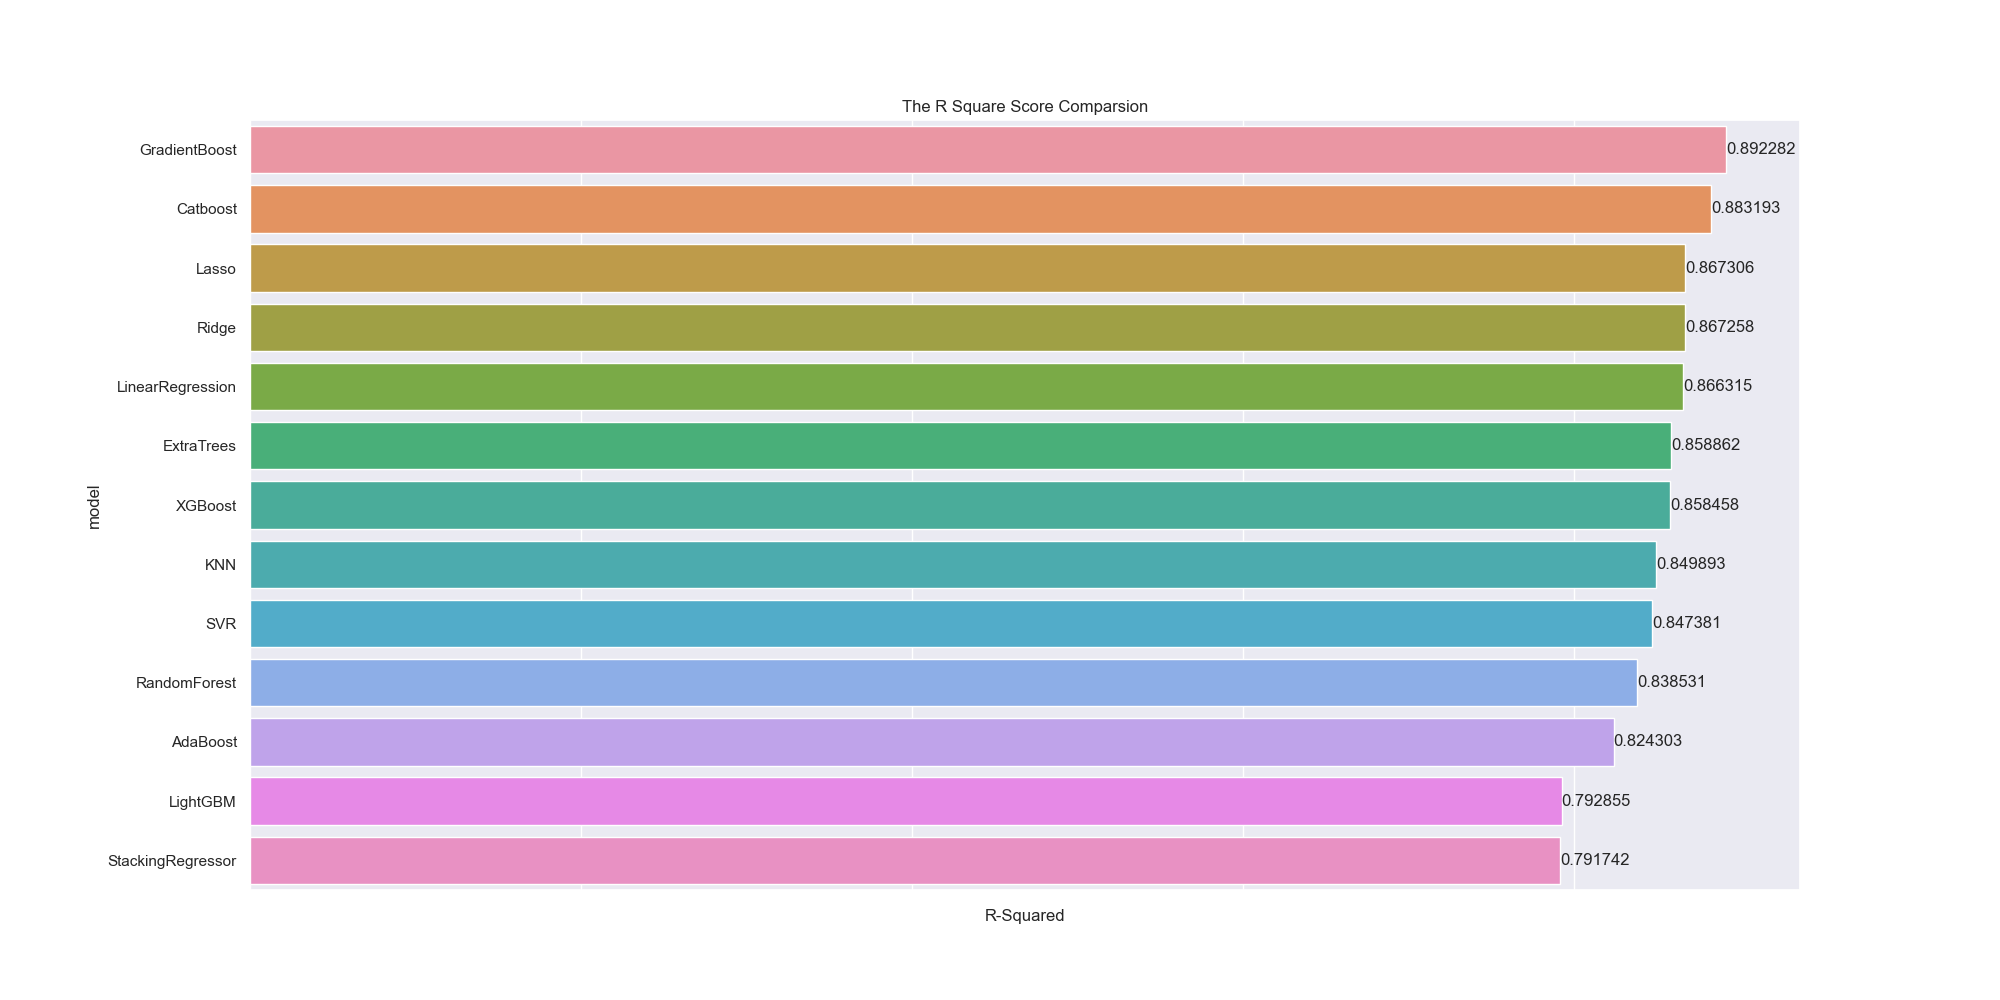 The R Square Score Comparsion
GradientBoost 0.892282
Catboost 0.883193
Lasso 0.867306
Ridge 0.867258
LinearRegression 0.866315
ExtraTrees 0.858862
XGBoost 0.858458
model
KNN 0.849893
SVR 0.847381
RandomForest 0.838531
AdaBoost 0.824303
LightGBM 0.792855
StackingRegressor 0.791742
R-Squared